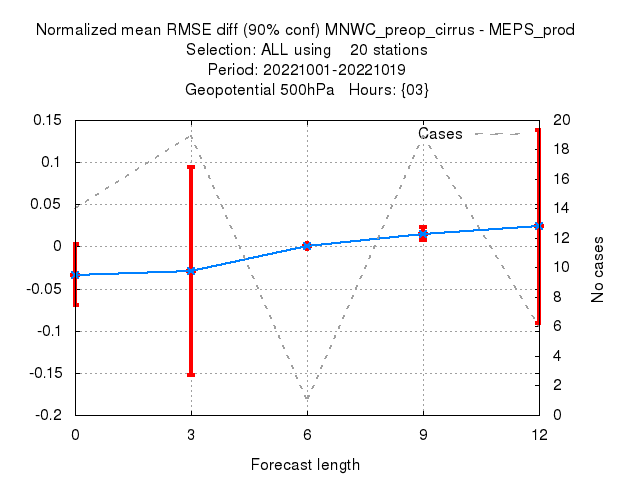 Normalized mean RMSE diff (90% conf) MNWC_preop_cirrus - MEPS_prod
Selection: ALL using    20 stations
Period: 20221001-20221019
Geopotential 500hPa   Hours: {03}
Cases
0.15
0.1
0.05
0
-0.05
-0.1
-0.15
-0.2
20
18
16
14
12
10
8
6
4
2
0
No cases
0 3 6 9 12
Forecast length